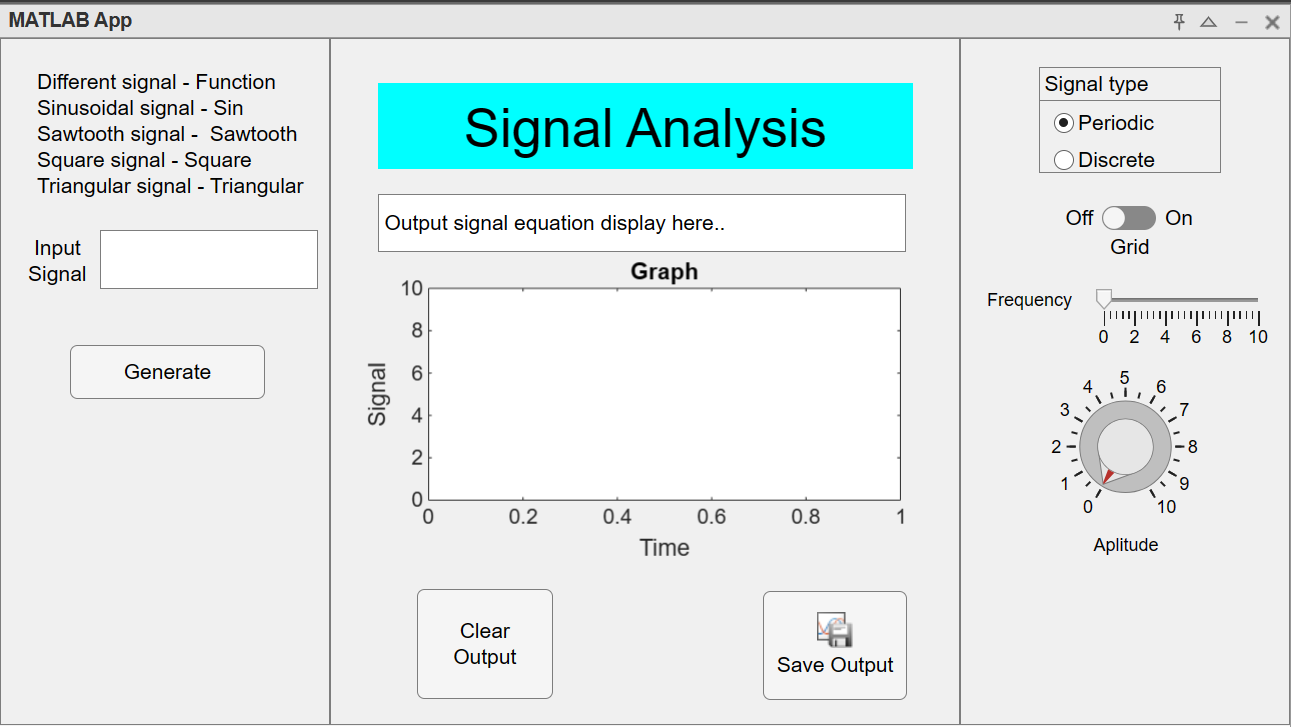 MATLAB App
Different signal - Function
Sinusoidal signal - Sin
Sawtooth signal -  Sawtooth
Square signal - Square
Triangular signal - Triangular
Input
Signal
Generate
Signal Analysis
Output signal equation display here..
Graph
10
8
6
4
2
0
Signal
0 0.2 0.4 0.6 0.8 1
Time
Clear
Output
Save Output
Signal type
Periodic
Discrete
Off On
Grid
Frequency
0 2 4 6 8 10
0 1 2 3 4 5 6 7 8 9 10
Aplitude